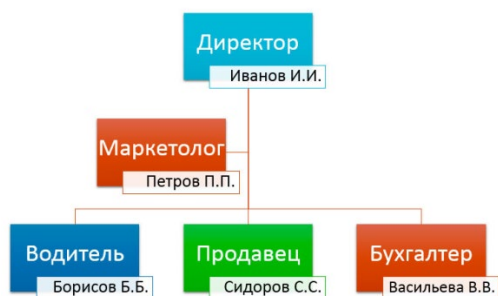 Директор
Иванов И.И.
Маркетолог
Петров П.П.
Водитель
Борисов Б.Б.
Продавец
Сидоров С.С.
Бухгалтер
Васильева В.В.